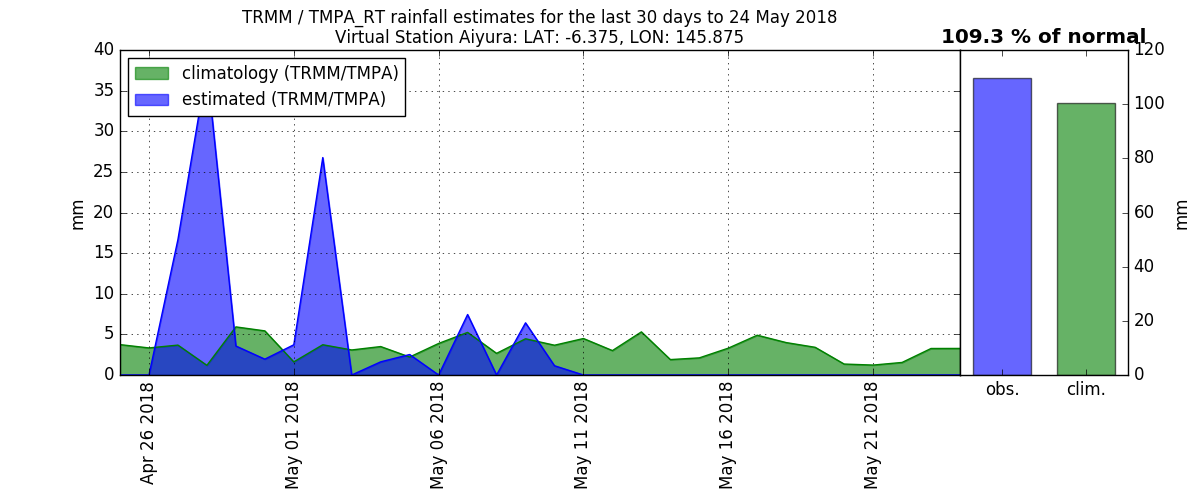 TRMM / TMPA_RT rainfall estimates for the last 30 days to 24 May 2018
Virtual Station Aiyura: LAT: -6.375, LON: 145.875
109.3 % of normal
climatology (TRMM/TMPA)
estimated (TRMM/TMPA)
40
35
30
25
20
15
10
5
0
mm
Apr 26 2018
May 01 2018
May 06 2018
May 11 2018
May 16 2018
May 21 2018
120
100
80
60
40
20
0
mm
obs.
clim.